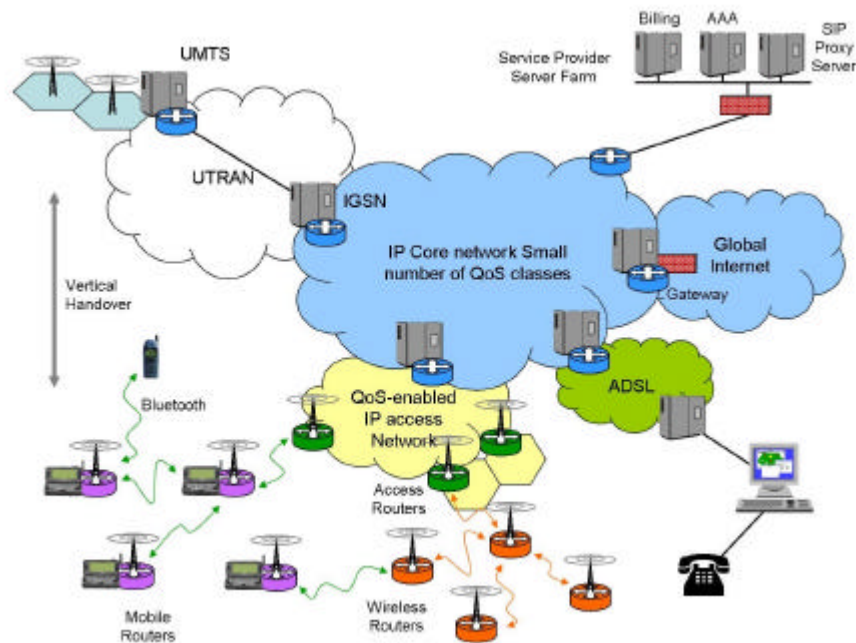 Billing
AAA
SIP
Proxy
Server
Service Provider
Server Farm
UMTS
UTRAN
IGSN
IP Core network Small
number of QoS classes
Global
Internet
Gateway
Vertical
Handover
Bluetooth
QoS-enabled
IP access
Network
ADSL
Access
Routers
Mobile
Routers
Wireless
Routers